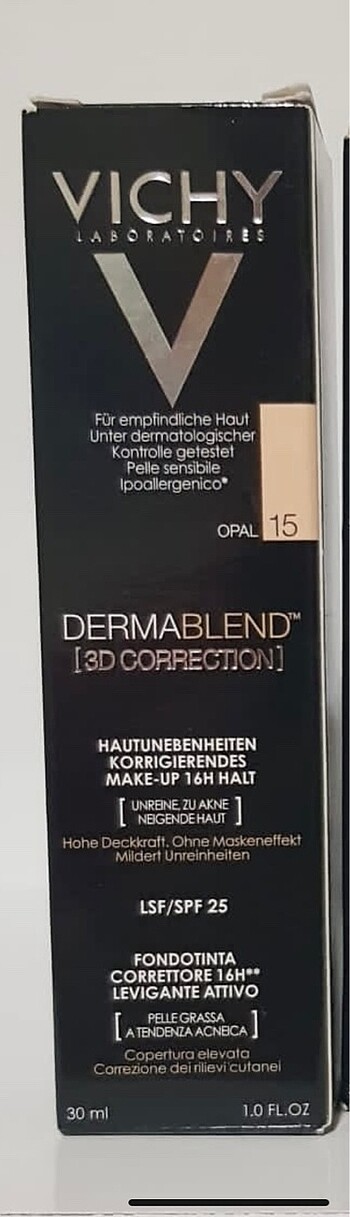 VICHY
LABORATOIRES
Für empfindliche Haut
Unter dermatologischer
Kontrolle getestet
Pelle sensibile
Ipoallergenico*
OPAL 15
DERMABLEND™
[3D CORRECTION]
HAUTUNEBENHEITEN
KORRIGIERENDES
MAKE-UP 16H HALT
[UNREINE, ZU AKNE
NEIGENDE HAUT]
Hohe Deckkraft. Ohne Maskeneffekt
Mildert Unreinheiten
LSF/SPF 25
FONDOTINTA
CORRETTORE 16H**
LEVIGANTE ATTIVO
[PELLE GRASSA
A TENDENZA ACNEICA]
Copertura elevata
Correzione dei rilievi cutanei
30 ml 1.0 FL.OZ